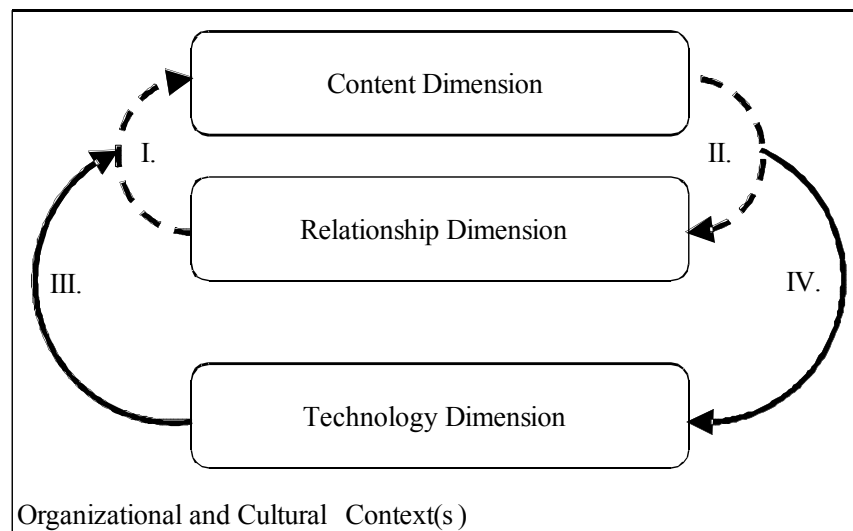 Content Dimension
I.
II.
Relationship Dimension
III.
IV.
Technology Dimension
Organizational and Cultural Context(s)